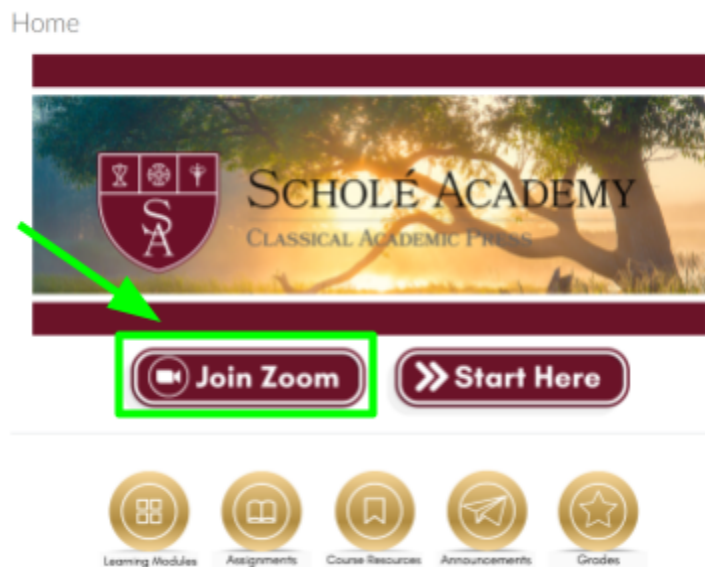 Home
SCHOLÉ ACADEMY
CLASSICAL ACADEMIC PRESS
SA
Join Zoom
Start Here
Learning Modules
Assignments
Course Resources
Announcements
Grades